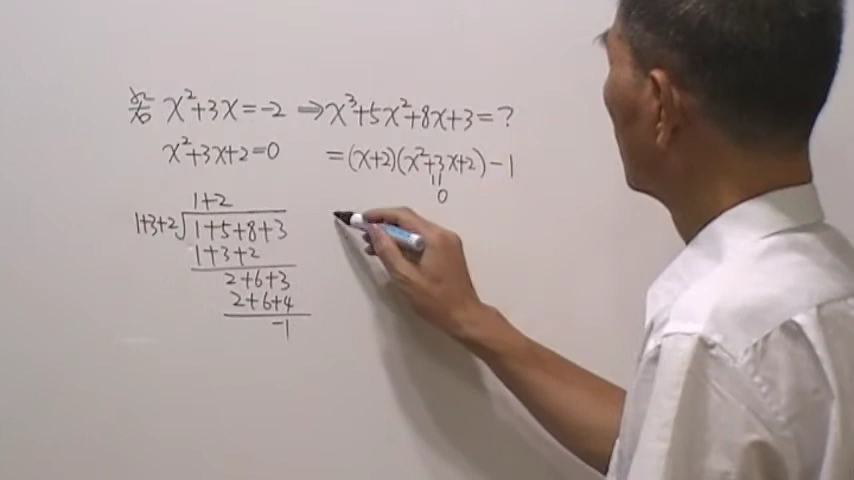 若 x²+3x=-2 ⇒ x³+5x²+8x+3=?
x²+3x+2=0
=(x+2)(x²+3x+2)-1
0
1+2
1+3+2 1+5+8+3
1+3+2
2+6+3
2+6+4
-1